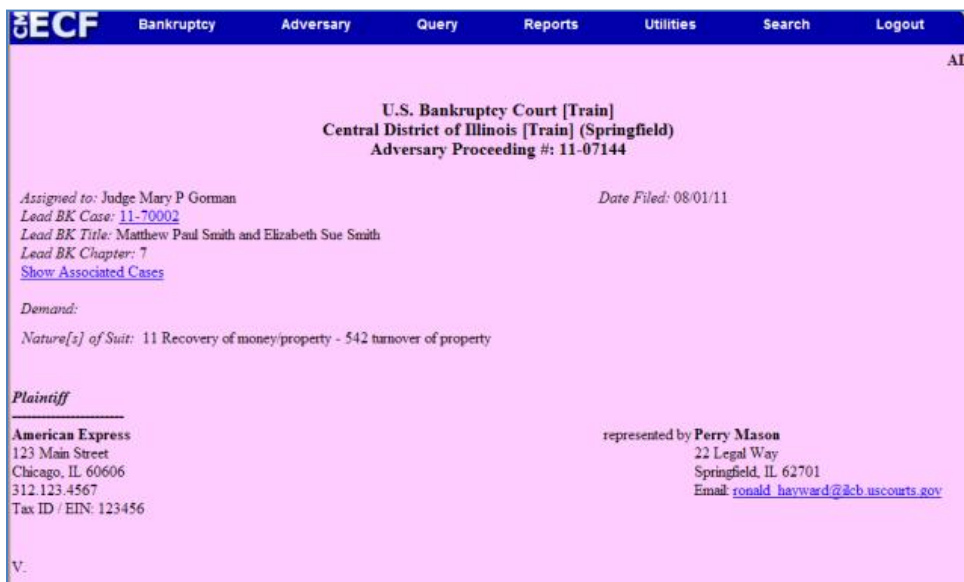 CM ECF Bankruptcy Adversary Query Reports Utilities Search Logout
U.S. Bankruptcy Court [Train]
Central District of Illinois [Train] (Springfield)
Adversary Proceeding #: 11-07144
Assigned to: Judge Mary P Gorman Date Filed: 08/01/11
Lead BK Case: 11-70002
Lead BK Title: Matthew Paul Smith and Elizabeth Sue Smith
Lead BK Chapter: 7
Show Associated Cases
Demand:
Nature[s] of Suit: 11 Recovery of money/property - 542 turnover of property
Plaintiff
-----------------------
American Express represented by Perry Mason
123 Main Street 22 Legal Way
Chicago, IL 60606 Springfield, IL 62701
312.123.4567 Email: ronald_hayward@ilcb.uscourts.gov
Tax ID / EIN: 123456
V.